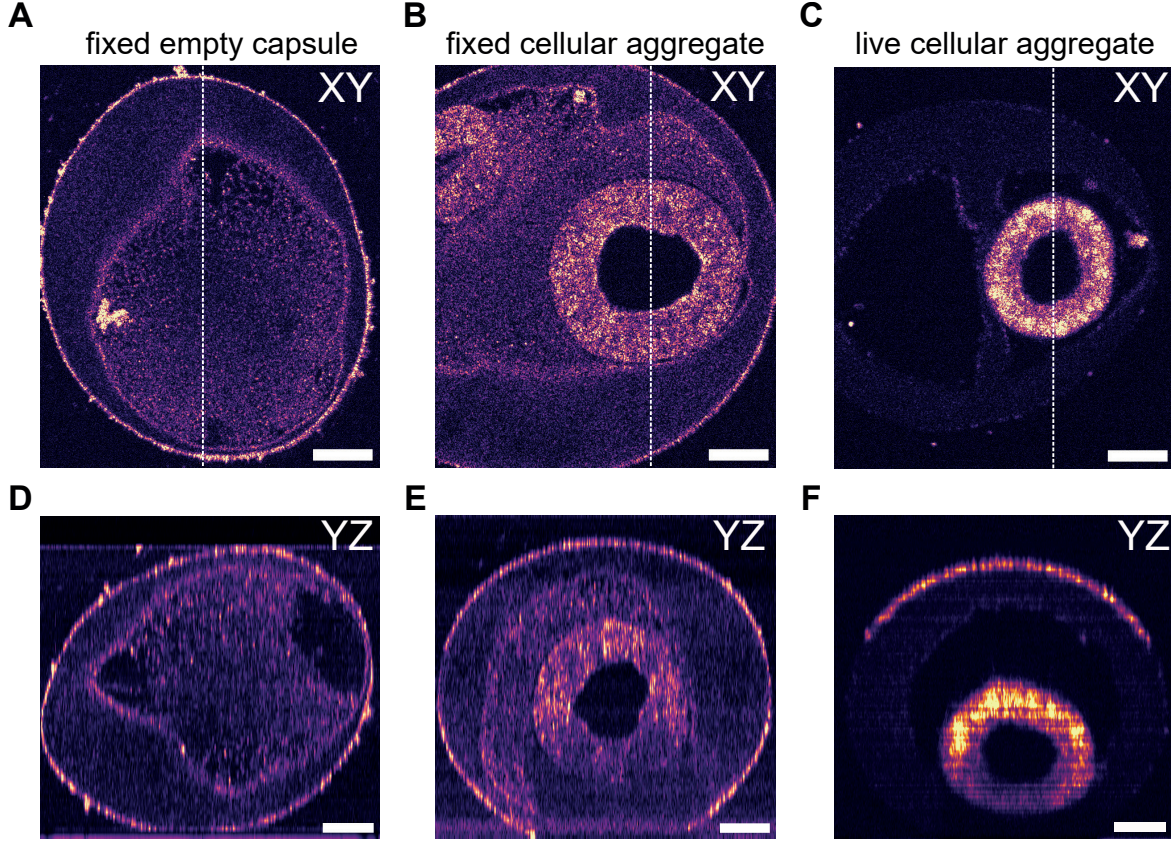 A
fixed empty capsule
XY
B
fixed cellular aggregate
XY
C
live cellular aggregate
XY
D
YZ
E
YZ
F
YZ